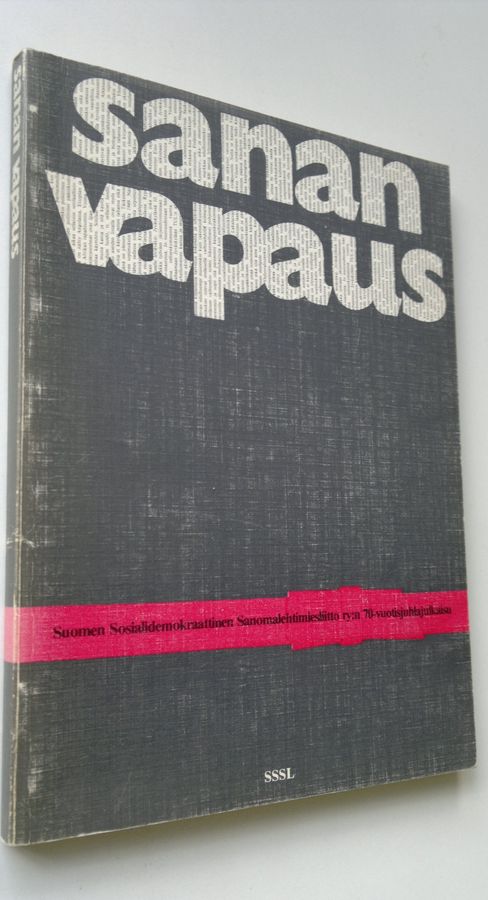 sanan vapaus
sanan
vapaus
Suomen Sosialidemokraattinen Sanomalehtimiesliitto ry:n 70-vuotisjuhlajulkaisu
SSSL